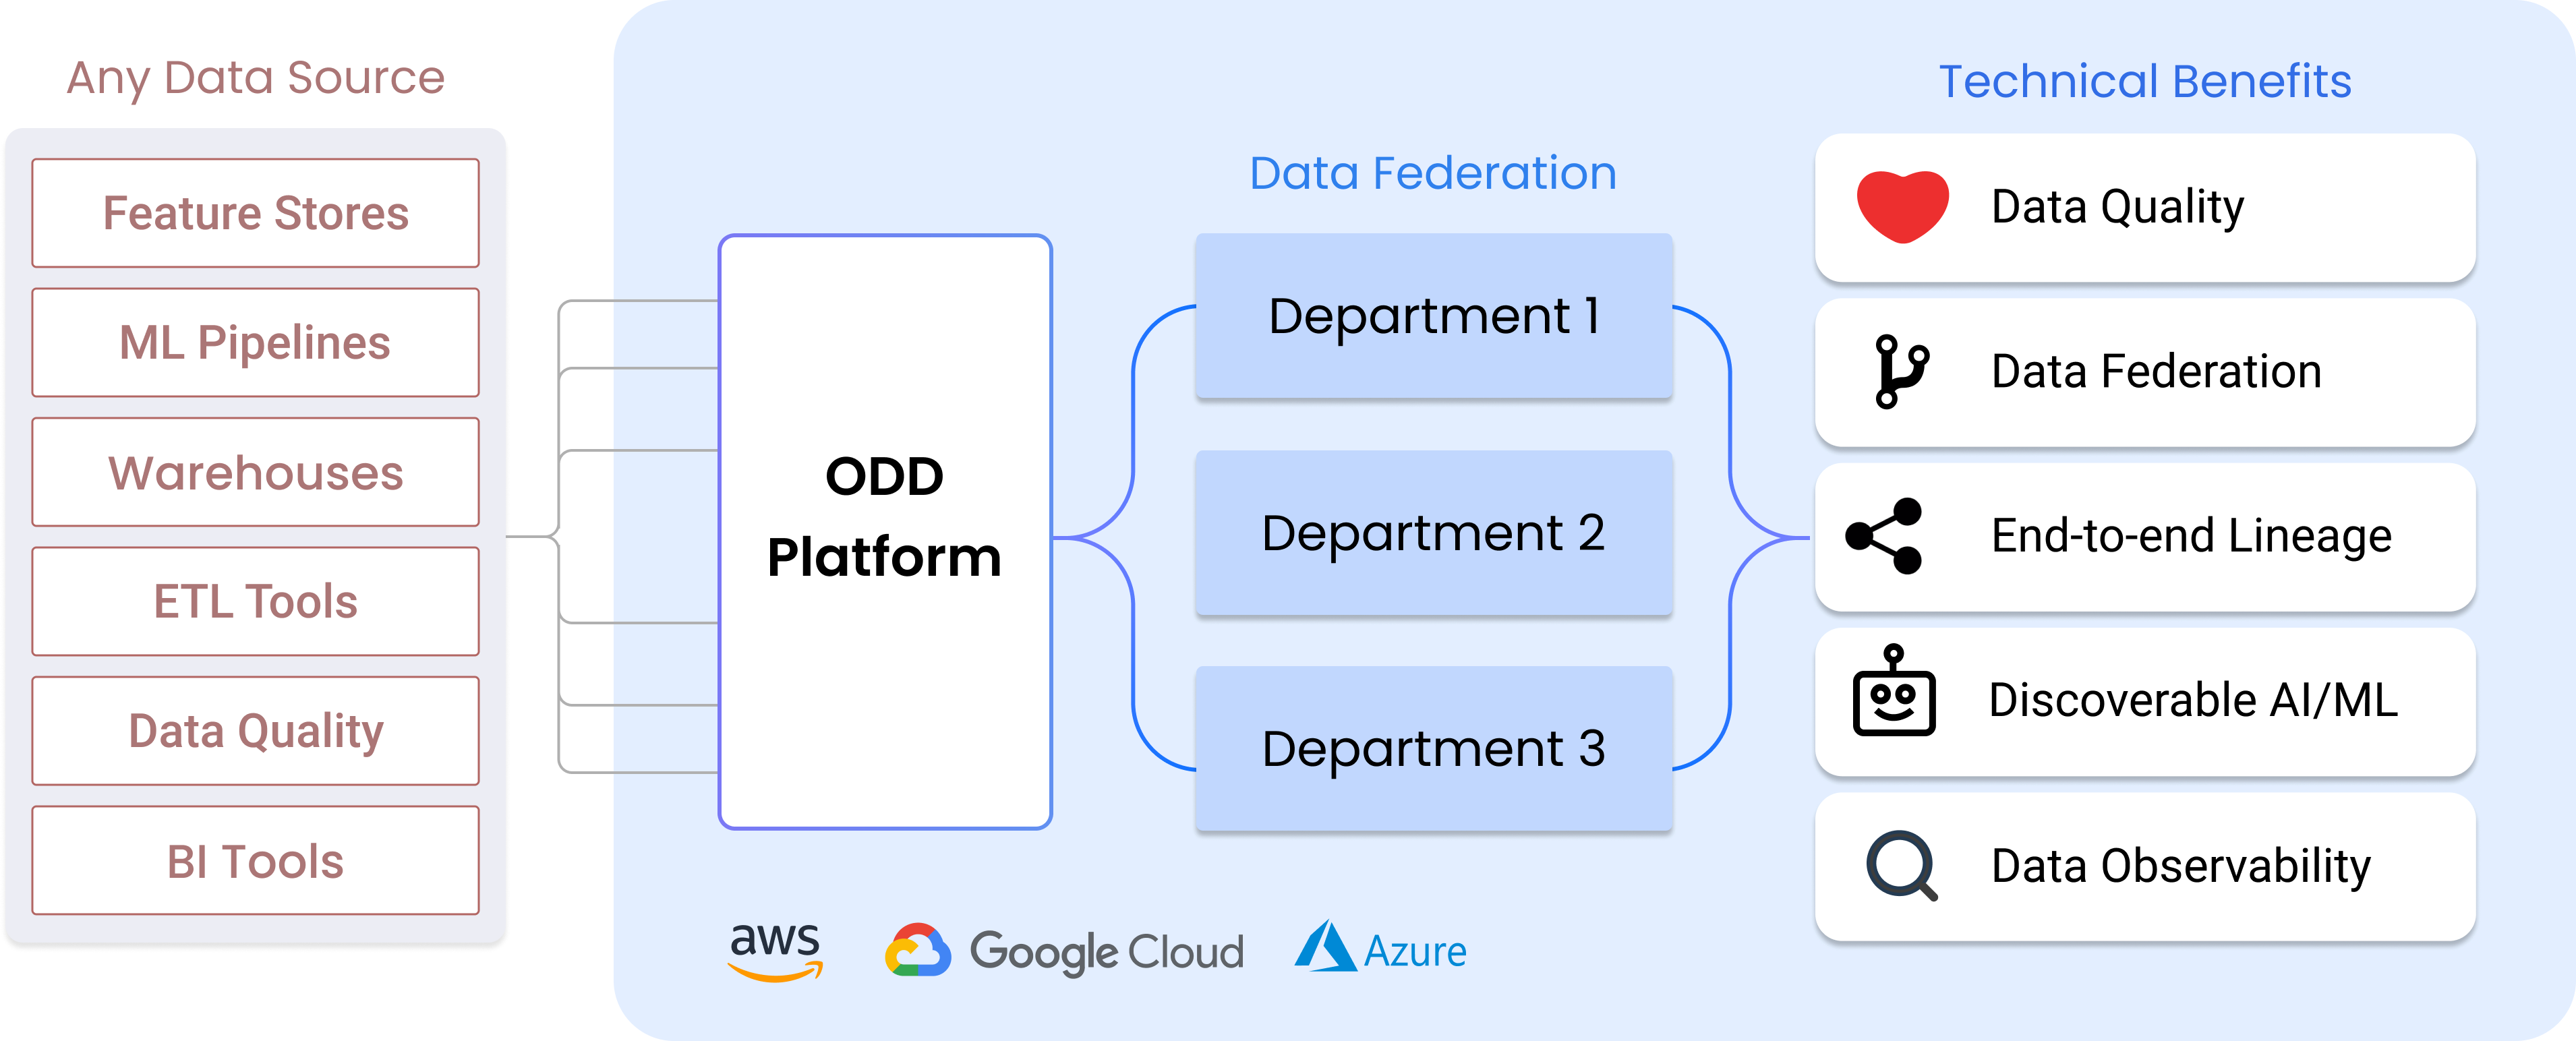 Any Data Source
Feature Stores
ML Pipelines
Warehouses
ETL Tools
Data Quality
BI Tools
ODD
Platform
Data Federation
Department 1
Department 2
Department 3
Technical Benefits
Data Quality
Data Federation
End-to-end Lineage
Discoverable AI/ML
Data Observability
aws
Google Cloud
Azure